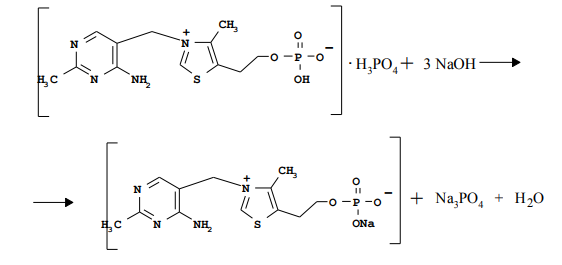 CH3
N + N
O
O P O −
OH
· H3PO4 + 3 NaOH
H3C N NH2 S
CH3
N + N
O
O P O −
ONa
+ Na3PO4 + H2O
H3C N NH2 S